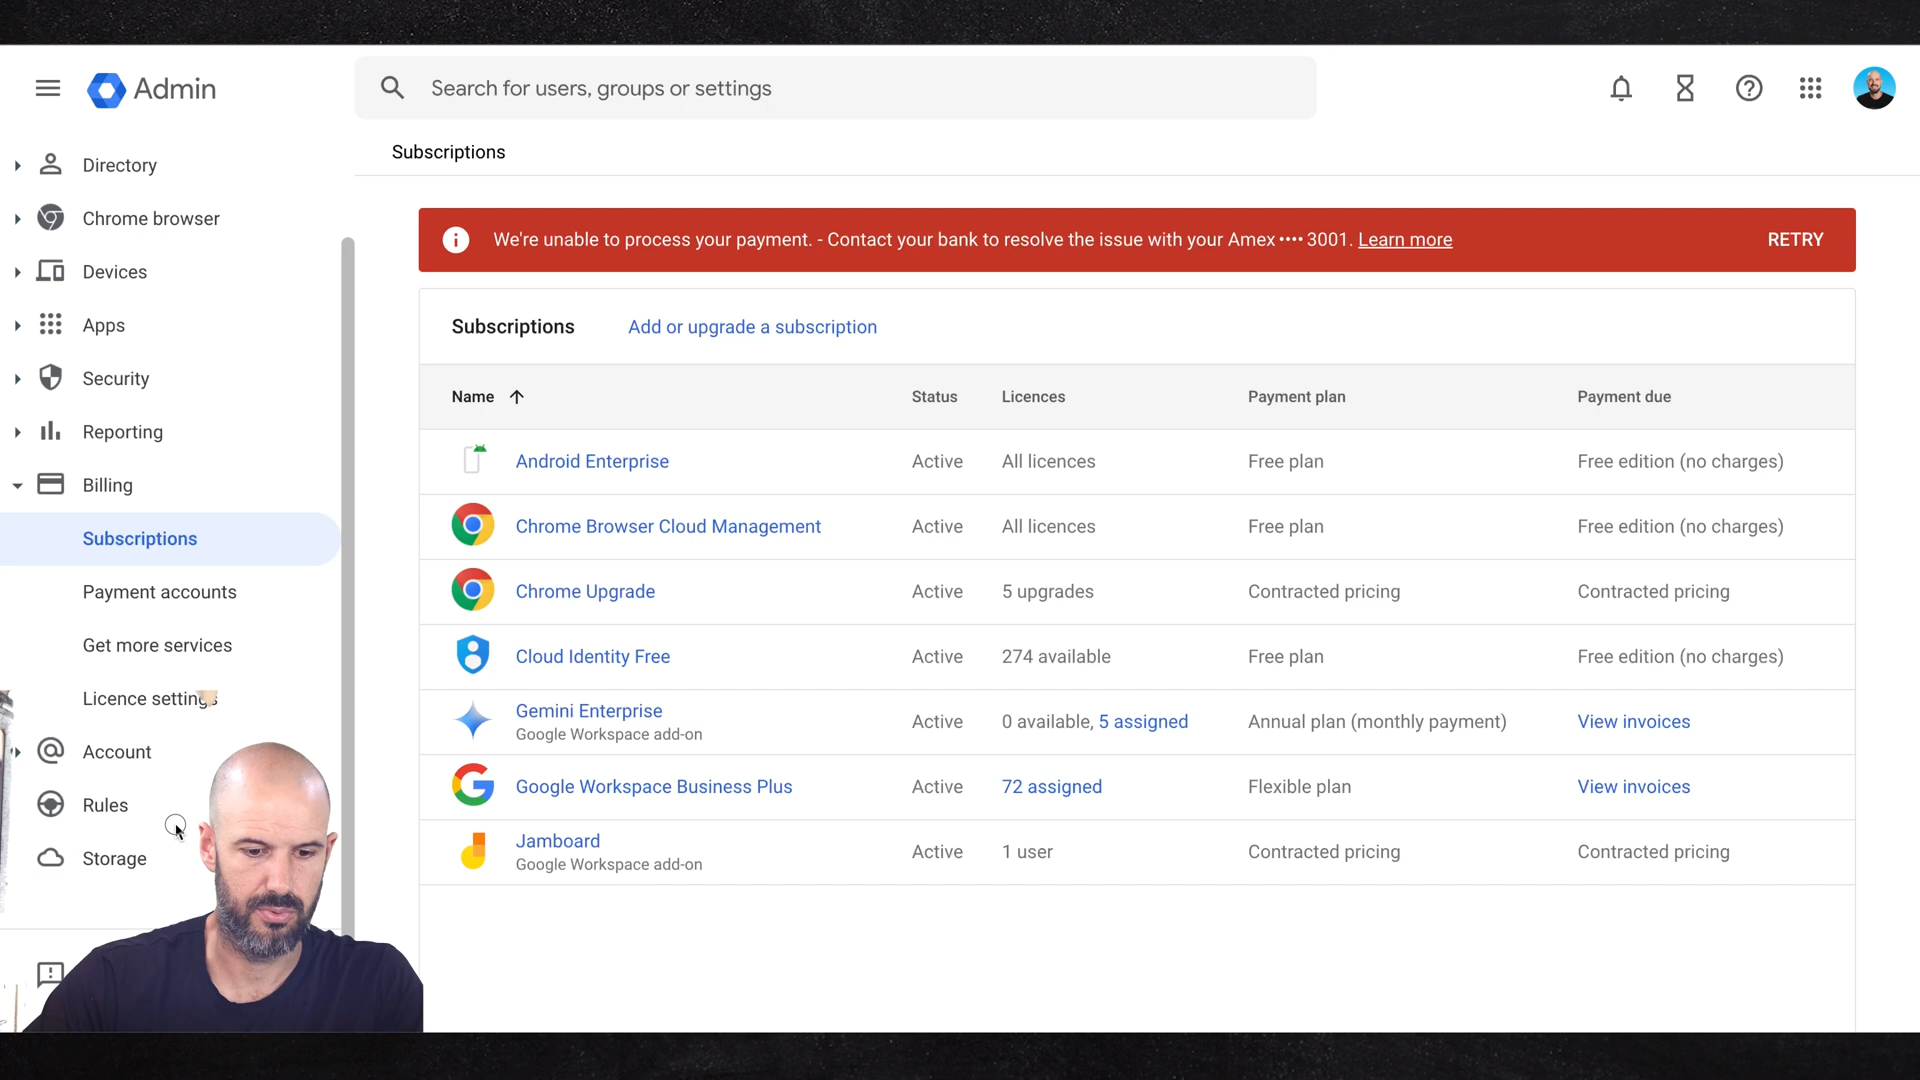 Admin
Search for users, groups or settings
Directory
Chrome browser
Devices
Apps
Security
Reporting
Billing
Subscriptions
Payment accounts
Get more services
Licence settings
Account
Rules
Storage
Subscriptions
We're unable to process your payment. - Contact your bank to resolve the issue with your Amex •••• 3001. Learn more RETRY
Subscriptions Add or upgrade a subscription
Name Status Licences Payment plan Payment due
Android Enterprise Active All licences Free plan Free edition (no charges)
Chrome Browser Cloud Management Active All licences Free plan Free edition (no charges)
Chrome Upgrade Active 5 upgrades Contracted pricing Contracted pricing
Cloud Identity Free Active 274 available Free plan Free edition (no charges)
Gemini Enterprise Active 0 available, 5 assigned Annual plan (monthly payment) View invoices
Google Workspace add-on
Google Workspace Business Plus Active 72 assigned Flexible plan View invoices
Jamboard Active 1 user Contracted pricing Contracted pricing
Google Workspace add-on